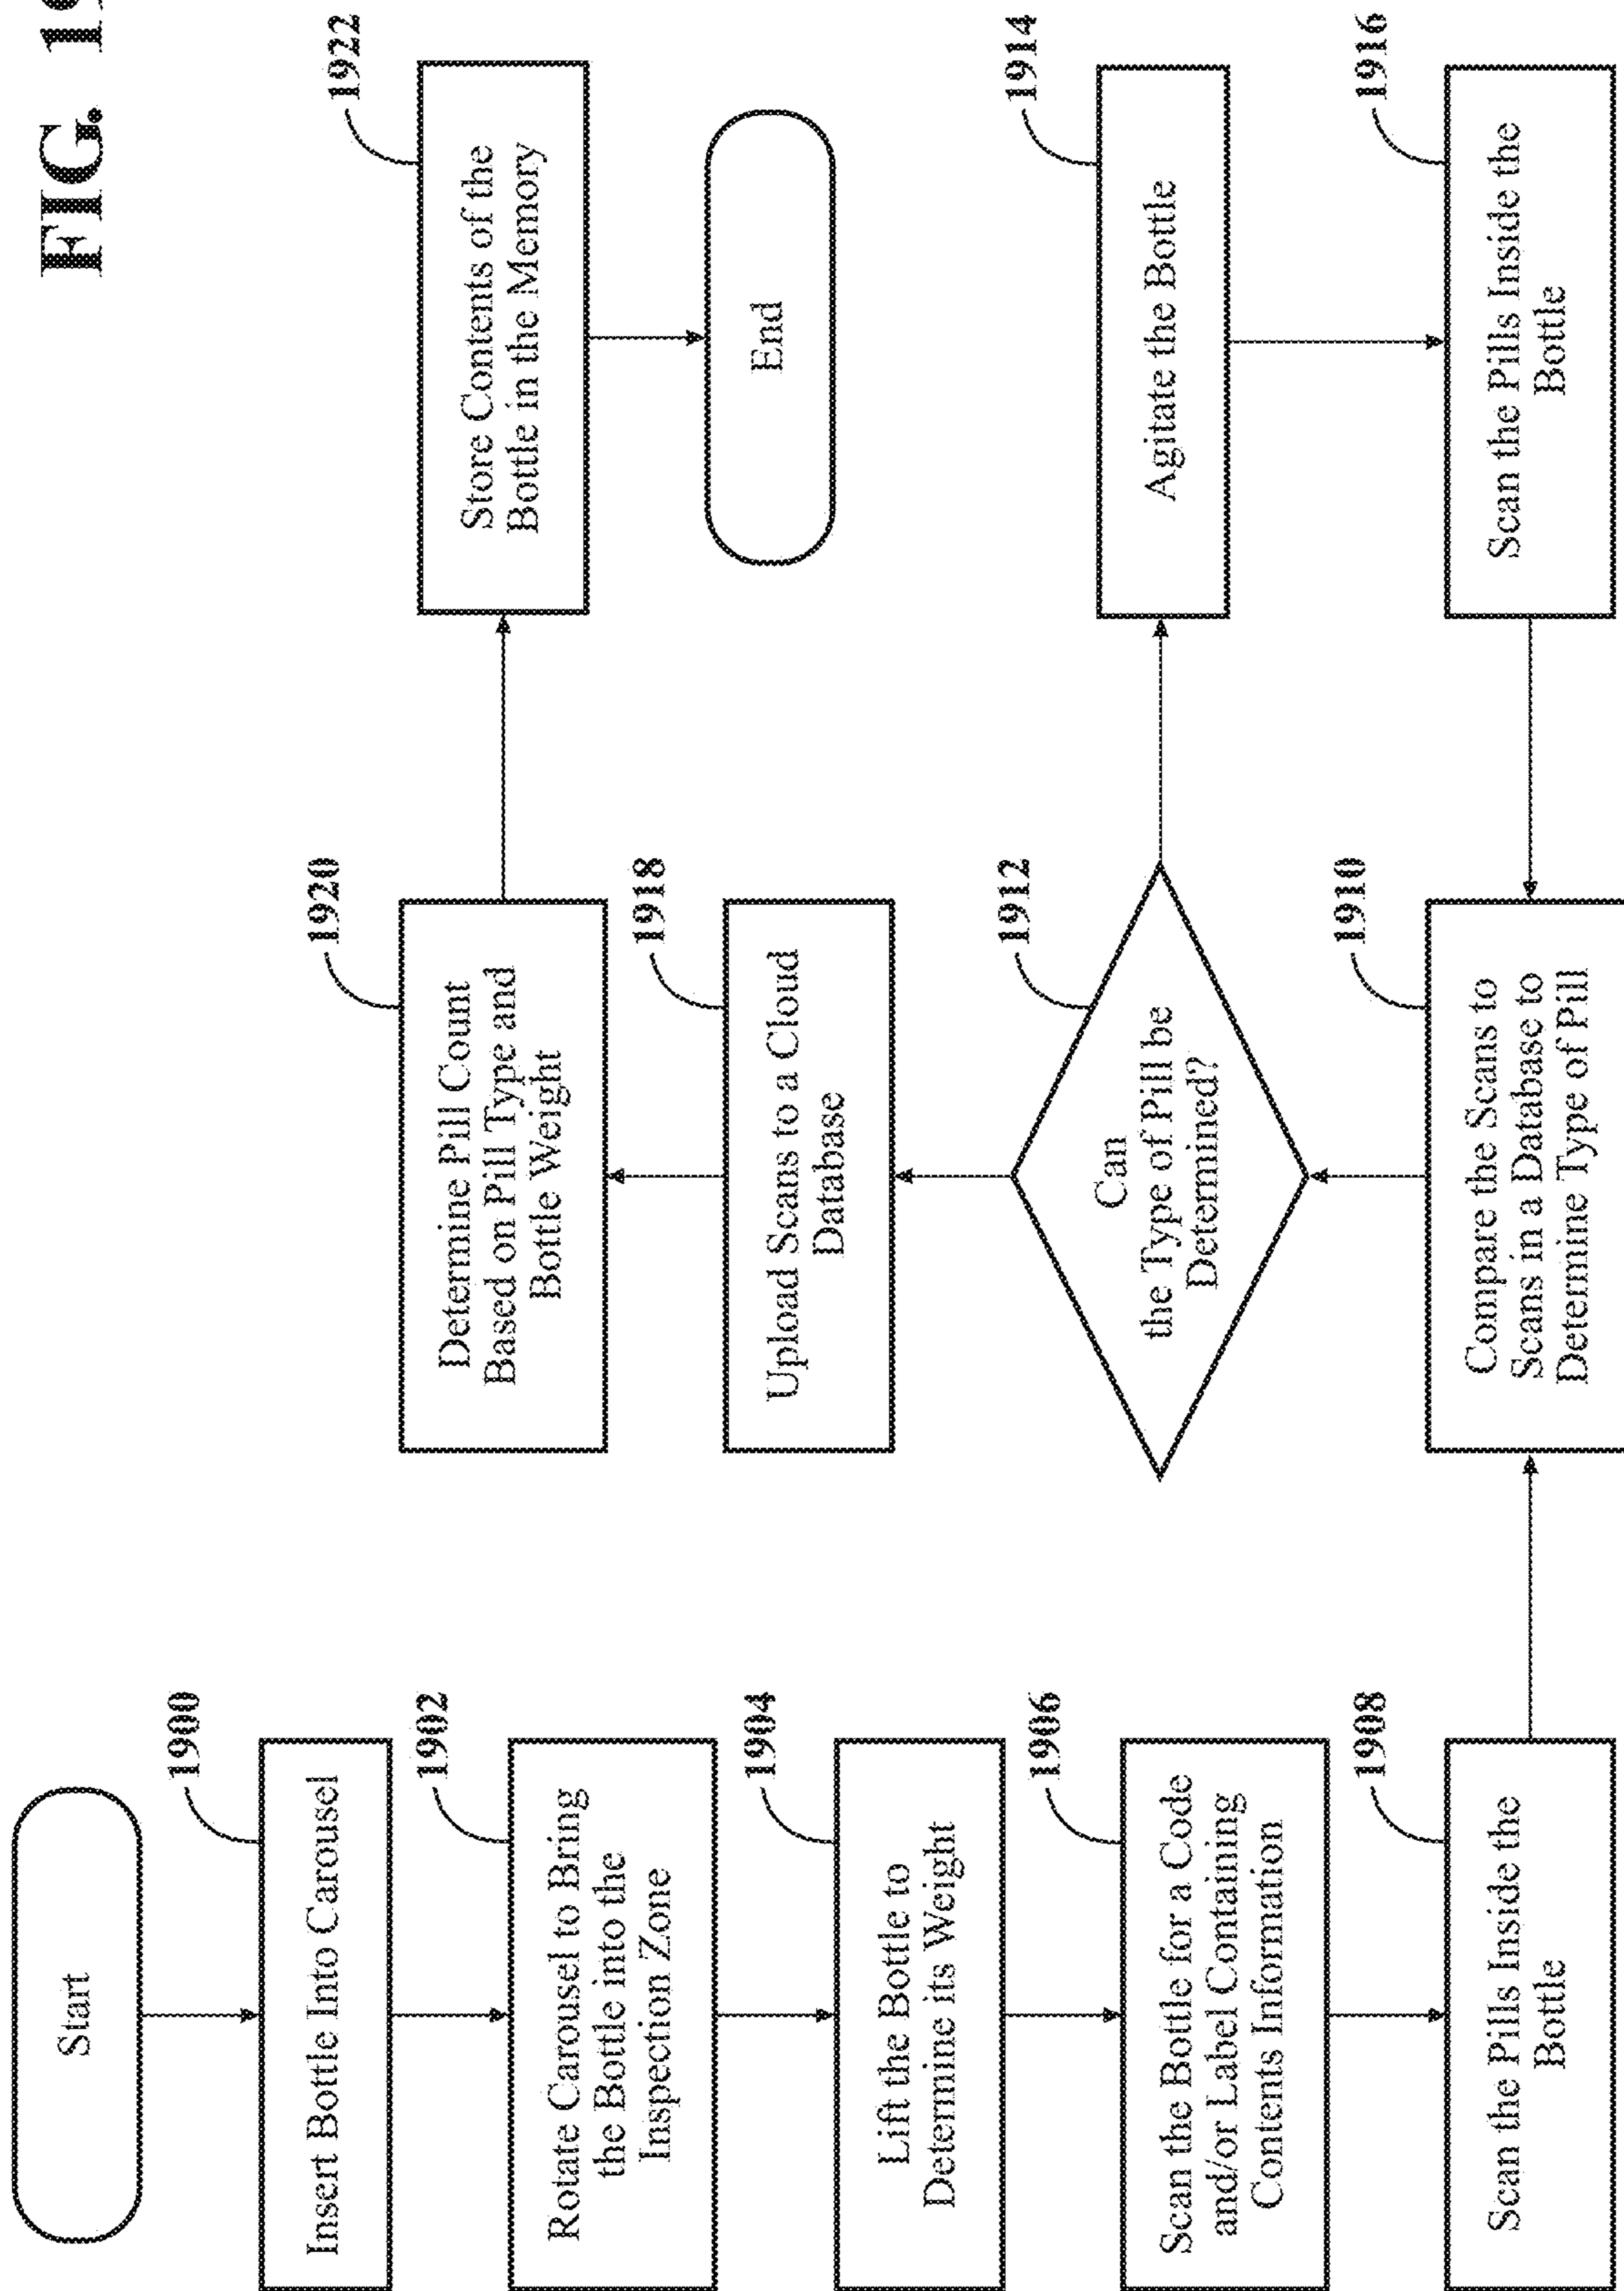 FIG. 19
Start
1900
Insert Bottle Into Carousel
1902
Rotate Carousel to Bring
the Bottle into the
Inspection Zone
1904
Lift the Bottle to
Determine its Weight
1906
Scan the Bottle for a Code
and/or Label Containing
Contents Information
1908
Scan the Pills Inside the
Bottle
1920
Determine Pill Count
Based on Pill Type and
Bottle Weight
1918
Upload Scans to a Cloud
Database
1912
Can
the Type of Pill be
Determined?
1910
Compare the Scans to
Scans in a Database to
Determine Type of Pill
1922
Store Contents of the
Bottle in the Memory
End
1914
Agitate the Bottle
1916
Scan the Pills Inside the
Bottle